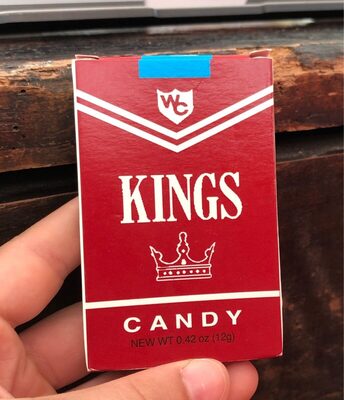 WC
KINGS
CANDY
NEW WT 0.42 oz (12g)